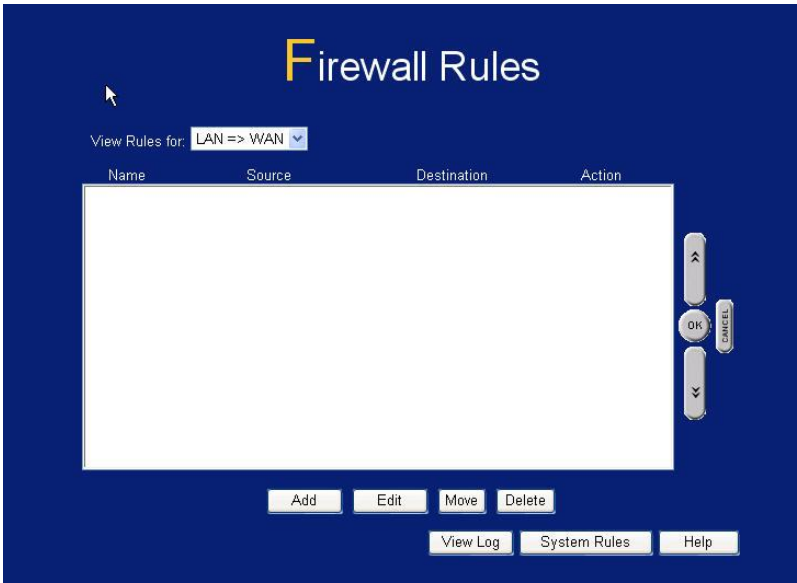 Firewall Rules
View Rules for: LAN => WAN
Name Source Destination Action
OK
CANCEL
Add Edit Move Delete
View Log System Rules Help